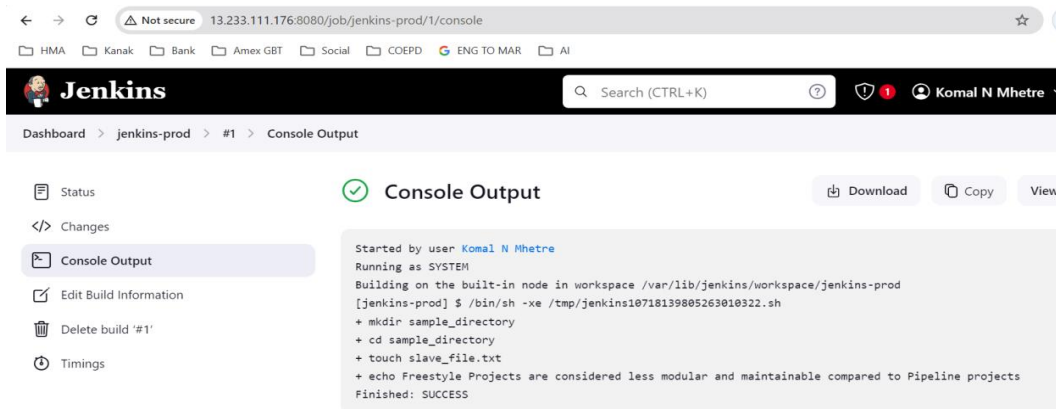 Not secure 13.233.111.176:8080/job/jenkins-prod/1/console
HMA Kanak Bank Amex GBT Social COEPD G ENG TO MAR AI
Jenkins Search (CTRL+K) ? 1 Komal N Mhetre
Dashboard > jenkins-prod > #1 > Console Output
Status
Changes
Console Output
Edit Build Information
Delete build '#1'
Timings
Console Output Download Copy View
Started by user Komal N Mhetre
Running as SYSTEM
Building on the built-in node in workspace /var/lib/jenkins/workspace/jenkins-prod
[jenkins-prod] $ /bin/sh -xe /tmp/jenkins10718139805263010322.sh
+ mkdir sample_directory
+ cd sample_directory
+ touch slave_file.txt
+ echo Freestyle Projects are considered less modular and maintainable compared to Pipeline projects
Finished: SUCCESS